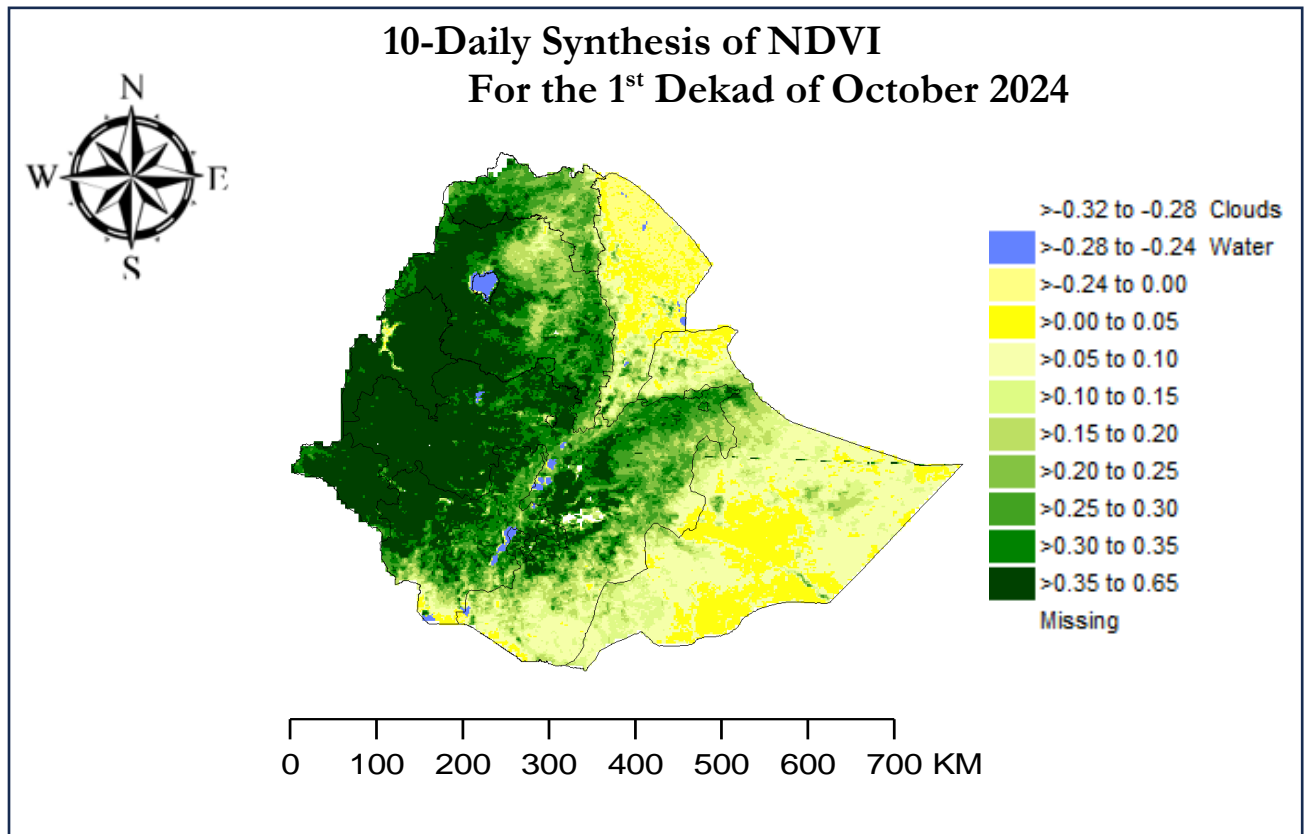 10-Daily Synthesis of NDVI
For the 1st Dekad of October 2024
N
W
E
S
>-0.32 to -0.28 Clouds
>-0.28 to -0.24 Water
>-0.24 to 0.00
>0.00 to 0.05
>0.05 to 0.10
>0.10 to 0.15
>0.15 to 0.20
>0.20 to 0.25
>0.25 to 0.30
>0.30 to 0.35
>0.35 to 0.65
Missing
0 100 200 300 400 500 600 700 KM